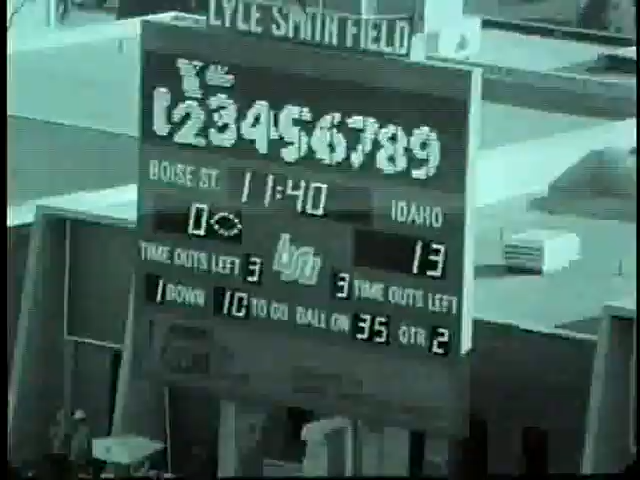 LYLE SMITH FIELD
123456789
BOISE ST. 11:40 IDAHO
0 13
TIME OUTS LEFT 3 3 TIME OUTS LEFT
1 DOWN 10 TO GO BALL ON 35 QTR 2